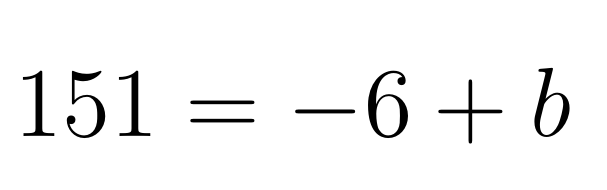 151 = −6 + b